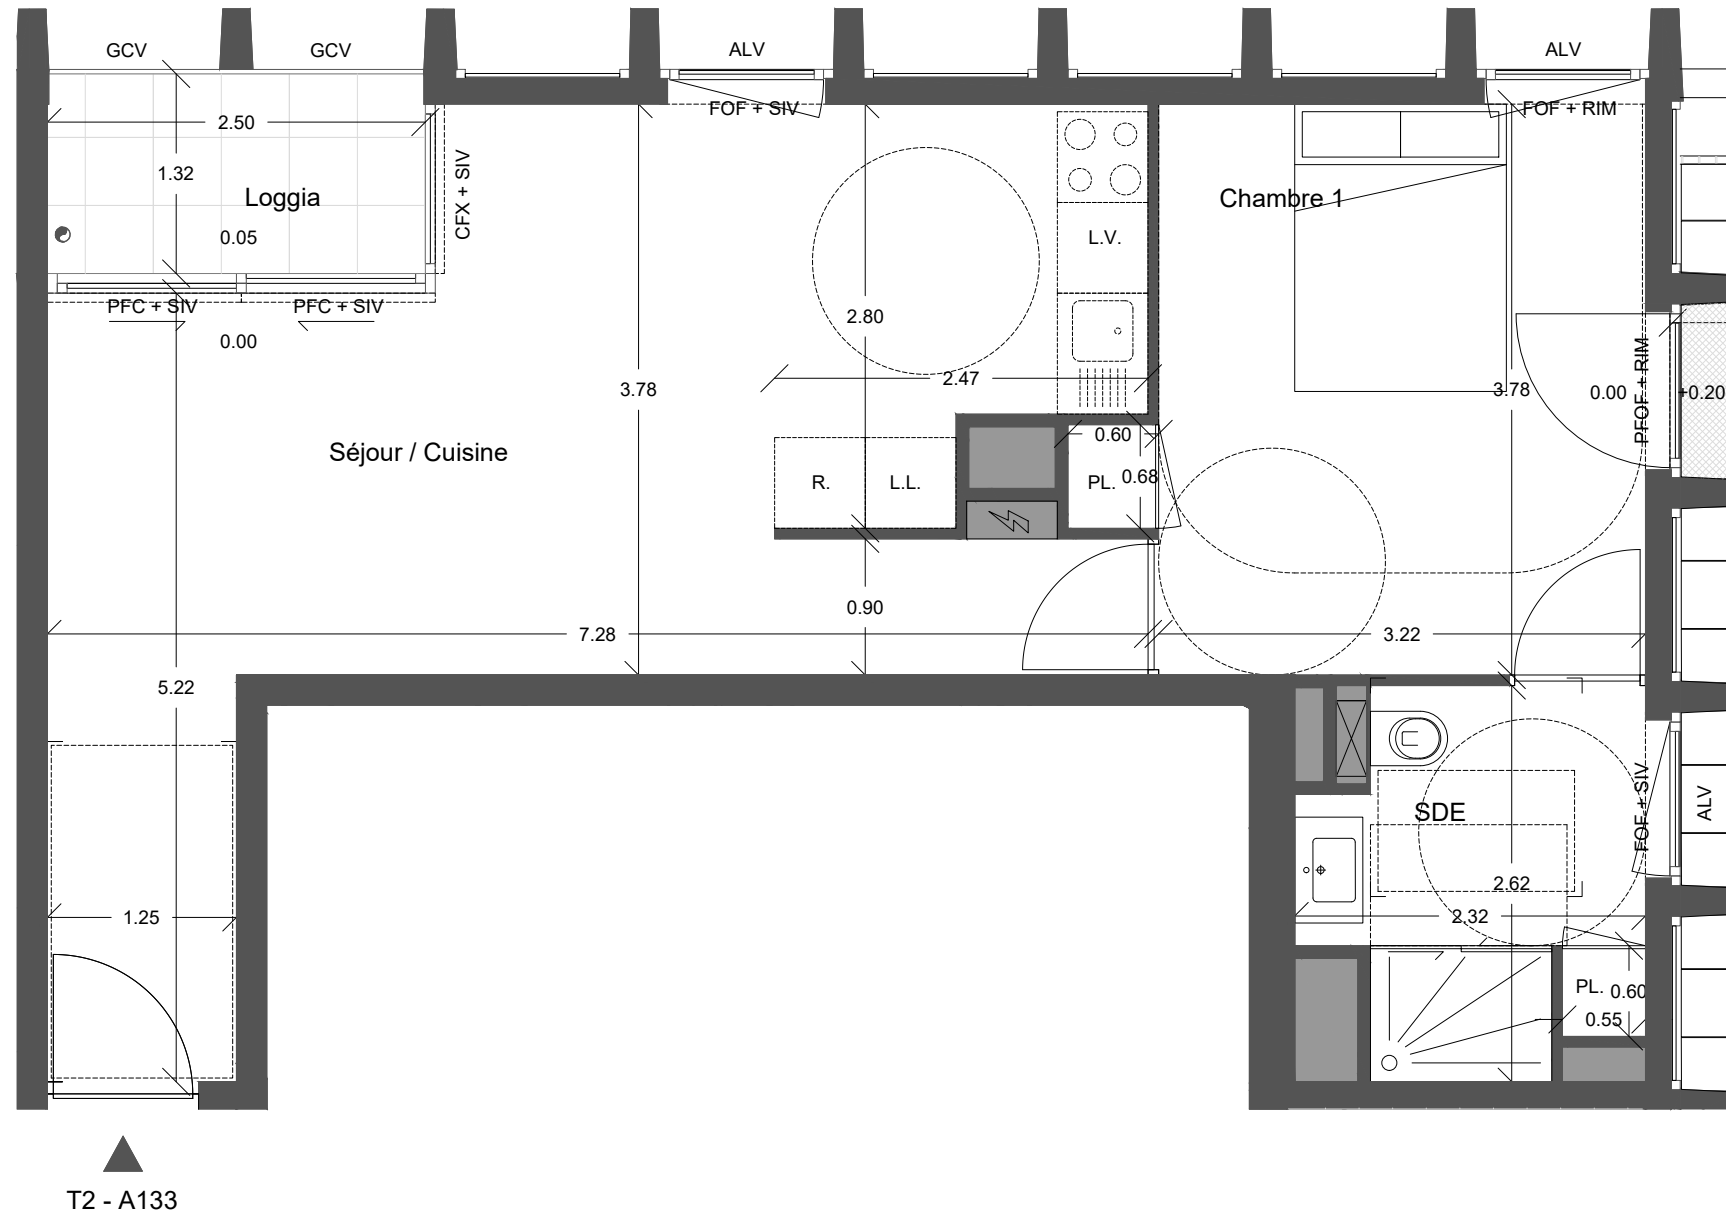 GCV
GCV
ALV
ALV
FOF + SIV
FOF + RIM
2.50
1.32
CFX + SIV
Loggia
Chambre 1
0.05
L.V.
PFC + SIV
PFC + SIV
2.80
0.00
2.47
3.78
3.78
0.00
PFOF + RIM
+0.20
0.60
Séjour / Cuisine
R.
L.L.
PL.
0.68
0.90
7.28
3.22
5.22
SDE
FOF + SIV
ALV
2.62
1.25
2.32
PL.
0.60
0.55
T2 - A133